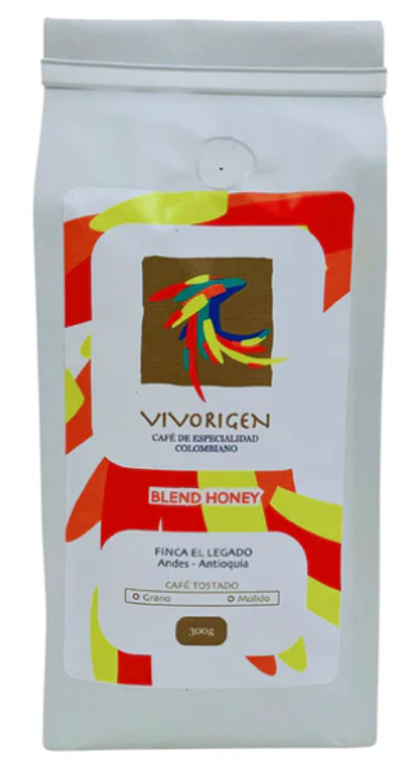 VIVORIGEN
CAFÉ DE ESPECIALIDAD
COLOMBIANO
BLEND HONEY
FINCA EL LEGADO
Andes - Antioquia
CAFÉ TOSTADO
Grano Molido
300g